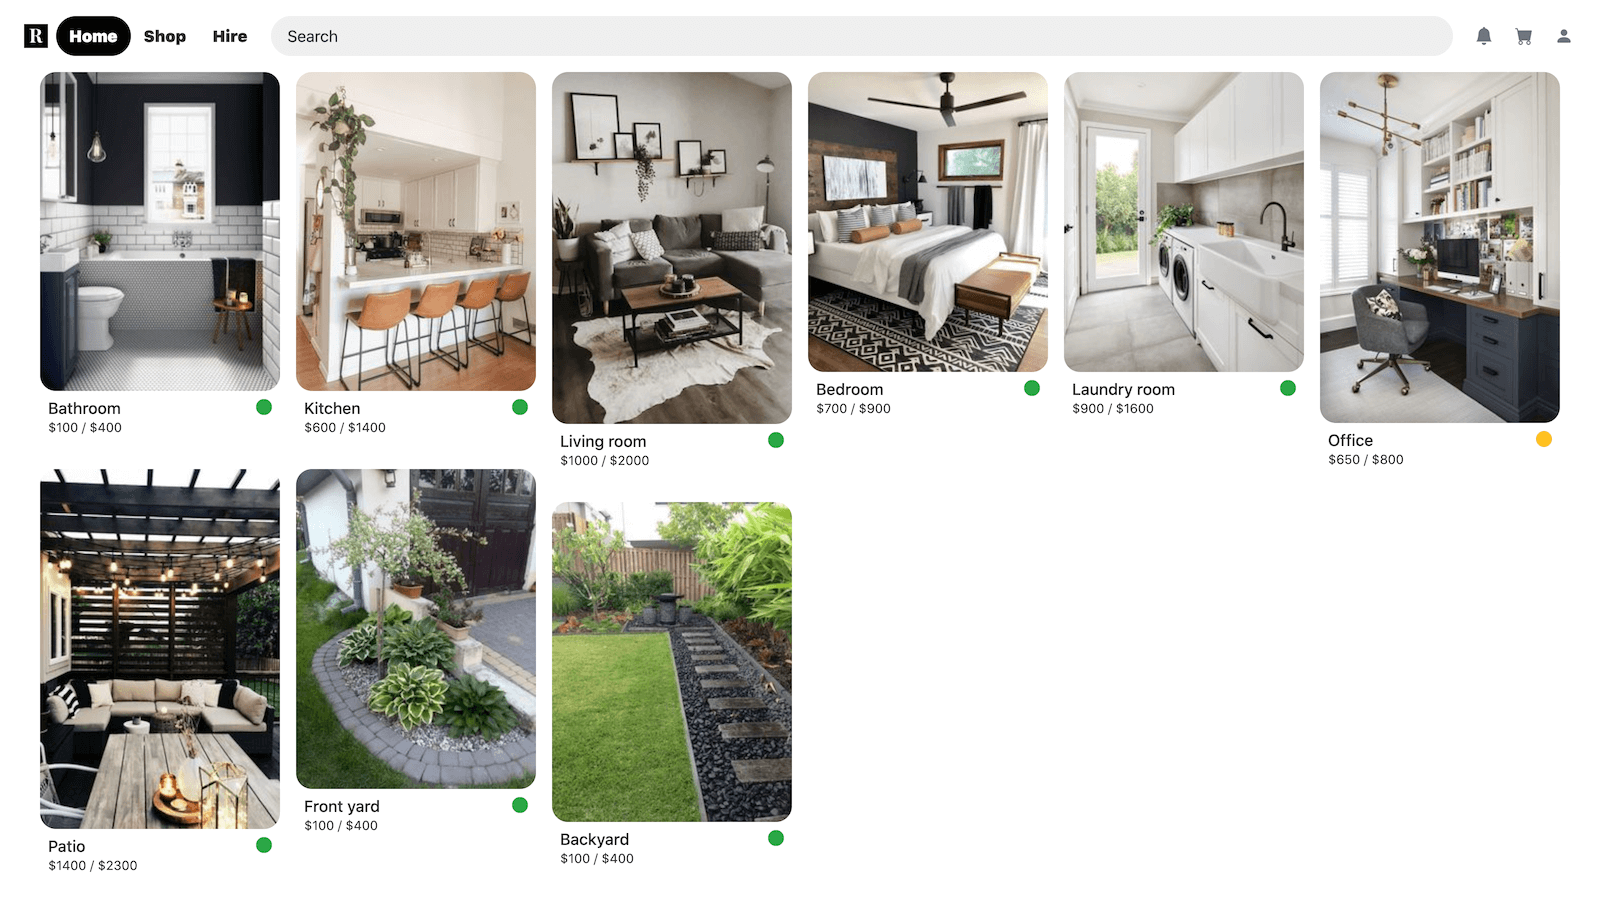 R Home Shop Hire Search
Bathroom
$100 / $400
Kitchen
$600 / $1400
Living room
$1000 / $2000
Bedroom
$700 / $900
Laundry room
$900 / $1600
Office
$650 / $800
Patio
$1400 / $2300
Front yard
$100 / $400
Backyard
$100 / $400